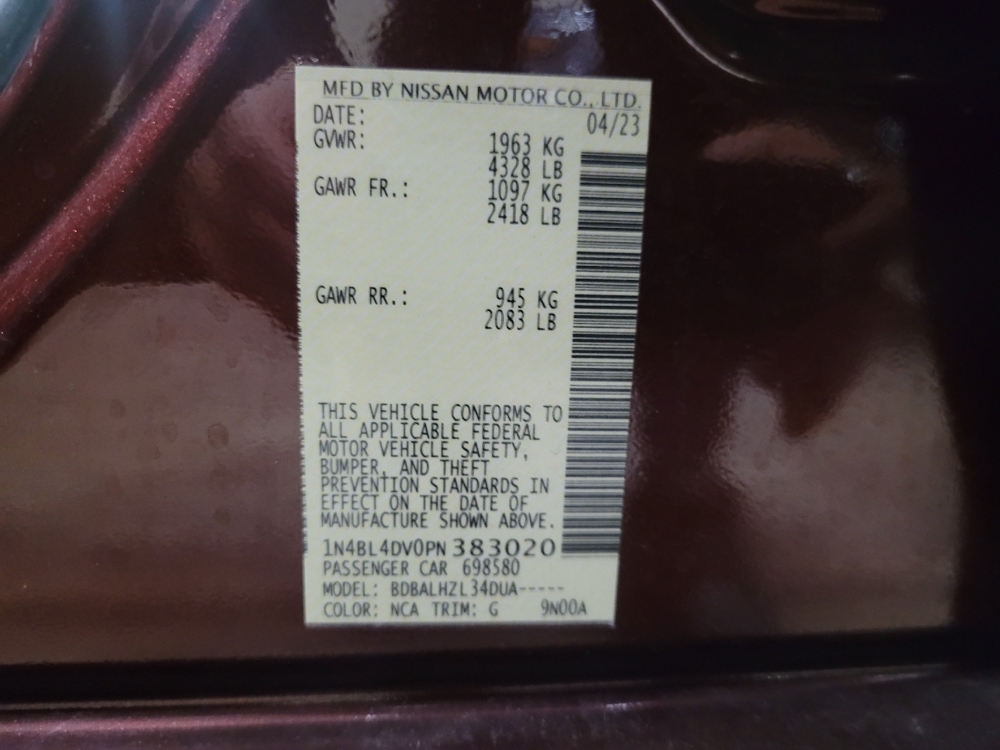 MFD BY NISSAN MOTOR CO., LTD.
DATE: 04/23
GVWR: 1963 KG
4328 LB
GAWR FR.: 1097 KG
2418 LB
GAWR RR.: 945 KG
2083 LB
THIS VEHICLE CONFORMS TO
ALL APPLICABLE FEDERAL
MOTOR VEHICLE SAFETY,
BUMPER, AND THEFT
PREVENTION STANDARDS IN
EFFECT ON THE DATE OF
MANUFACTURE SHOWN ABOVE.
1N4BL4DV0PN383020
PASSENGER CAR 698580
MODEL: BDBALHZL34DUA-----
COLOR: NCA TRIM: G 9N00A